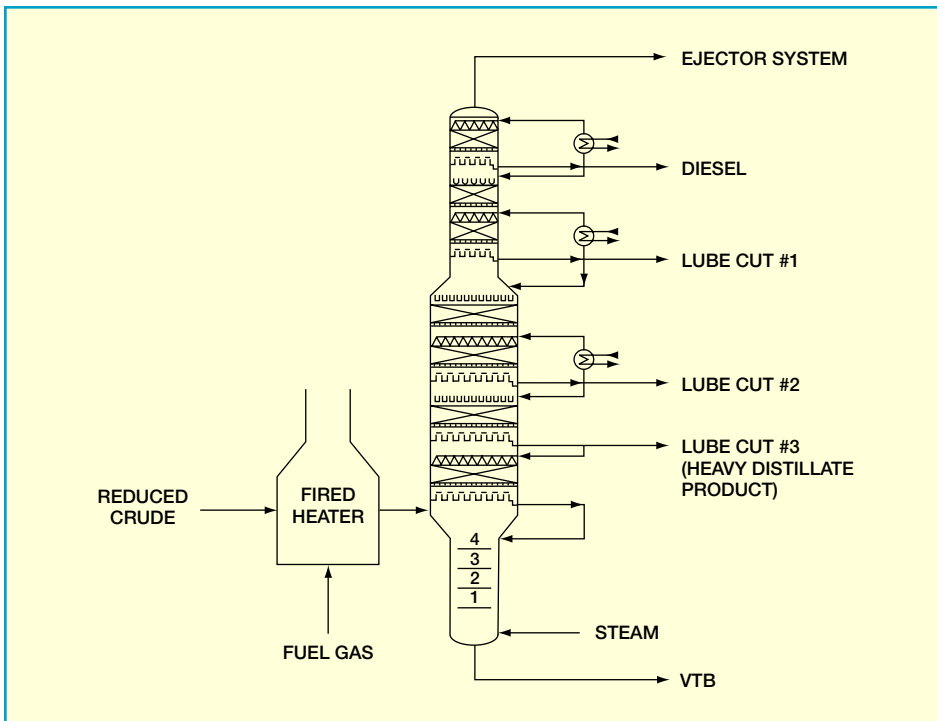 EJECTOR SYSTEM
DIESEL
LUBE CUT #1
LUBE CUT #2
LUBE CUT #3
(HEAVY DISTILLATE
PRODUCT)
REDUCED
CRUDE
FIRED
HEATER
4
3
2
1
STEAM
FUEL GAS
VTB